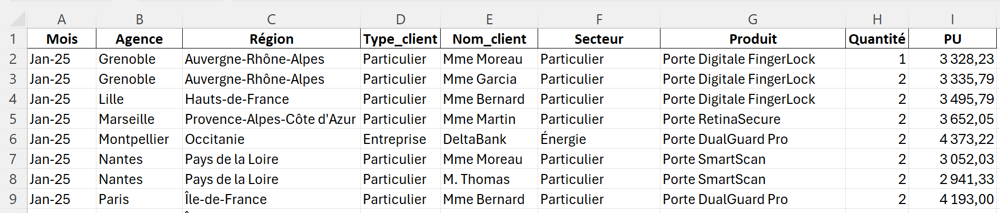 A B C D E F G H I
1 Mois Agence Région Type_client Nom_client Secteur Produit Quantité PU
2 Jan-25 Grenoble Auvergne-Rhône-Alpes Particulier Mme Moreau Particulier Porte Digitale FingerLock 1 3 328,23
3 Jan-25 Grenoble Auvergne-Rhône-Alpes Particulier Mme Garcia Particulier Porte Digitale FingerLock 2 3 335,79
4 Jan-25 Lille Hauts-de-France Particulier Mme Bernard Particulier Porte Digitale FingerLock 2 3 495,79
5 Jan-25 Marseille Provence-Alpes-Côte d'Azur Particulier Mme Martin Particulier Porte RetinaSecure 2 3 652,05
6 Jan-25 Montpellier Occitanie Entreprise DeltaBank Énergie Porte DualGuard Pro 2 4 373,22
7 Jan-25 Nantes Pays de la Loire Particulier Mme Moreau Particulier Porte SmartScan 2 3 052,03
8 Jan-25 Nantes Pays de la Loire Particulier M. Thomas Particulier Porte SmartScan 2 2 941,33
9 Jan-25 Paris Île-de-France Particulier Mme Bernard Particulier Porte DualGuard Pro 2 4 193,00